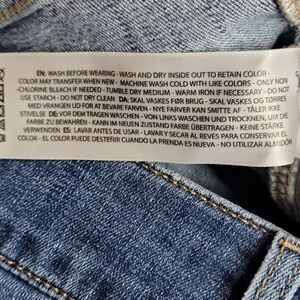 EN: WASH BEFORE WEARING - WASH AND DRY INSIDE OUT TO RETAIN COLOR -
COLOR MAY TRANSFER WHEN NEW - MACHINE WASH COLD WITH LIKE COLORS - ONLY NON
-CHLORINE BLEACH IF NEEDED - TUMBLE DRY MEDIUM - WARM IRON IF NECESSARY - DO NOT
USE STARCH - DO NOT DRY CLEAN DA: SKAL VASKES FØR BRUG - SKAL VASKES OG TØRRES
MED VRANGEN UD FOR AT BEVARE FARVEN - NYE FARVER KAN SMITTE AF - TÅLER IKKE
STIVELSE DE: VOR DEM TRAGEN WASCHEN - VON LINKS WASCHEN UND TROCKNEN, UM DIE
FARBE ZU BEWAHREN - KANN IM NEUEN ZUSTAND FARBE ÜBERTRAGEN - KEINE STÄRKE
VERWENDEN ES: LAVAR ANTES DE USAR - LAVAR Y SECAR AL REVÉS PARA CONSERVAR EL
COLOR - EL COLOR PUEDE DESTEÑIR CUANDO LA PRENDA ES NUEVA - NO UTILIZAR ALMIDÓN